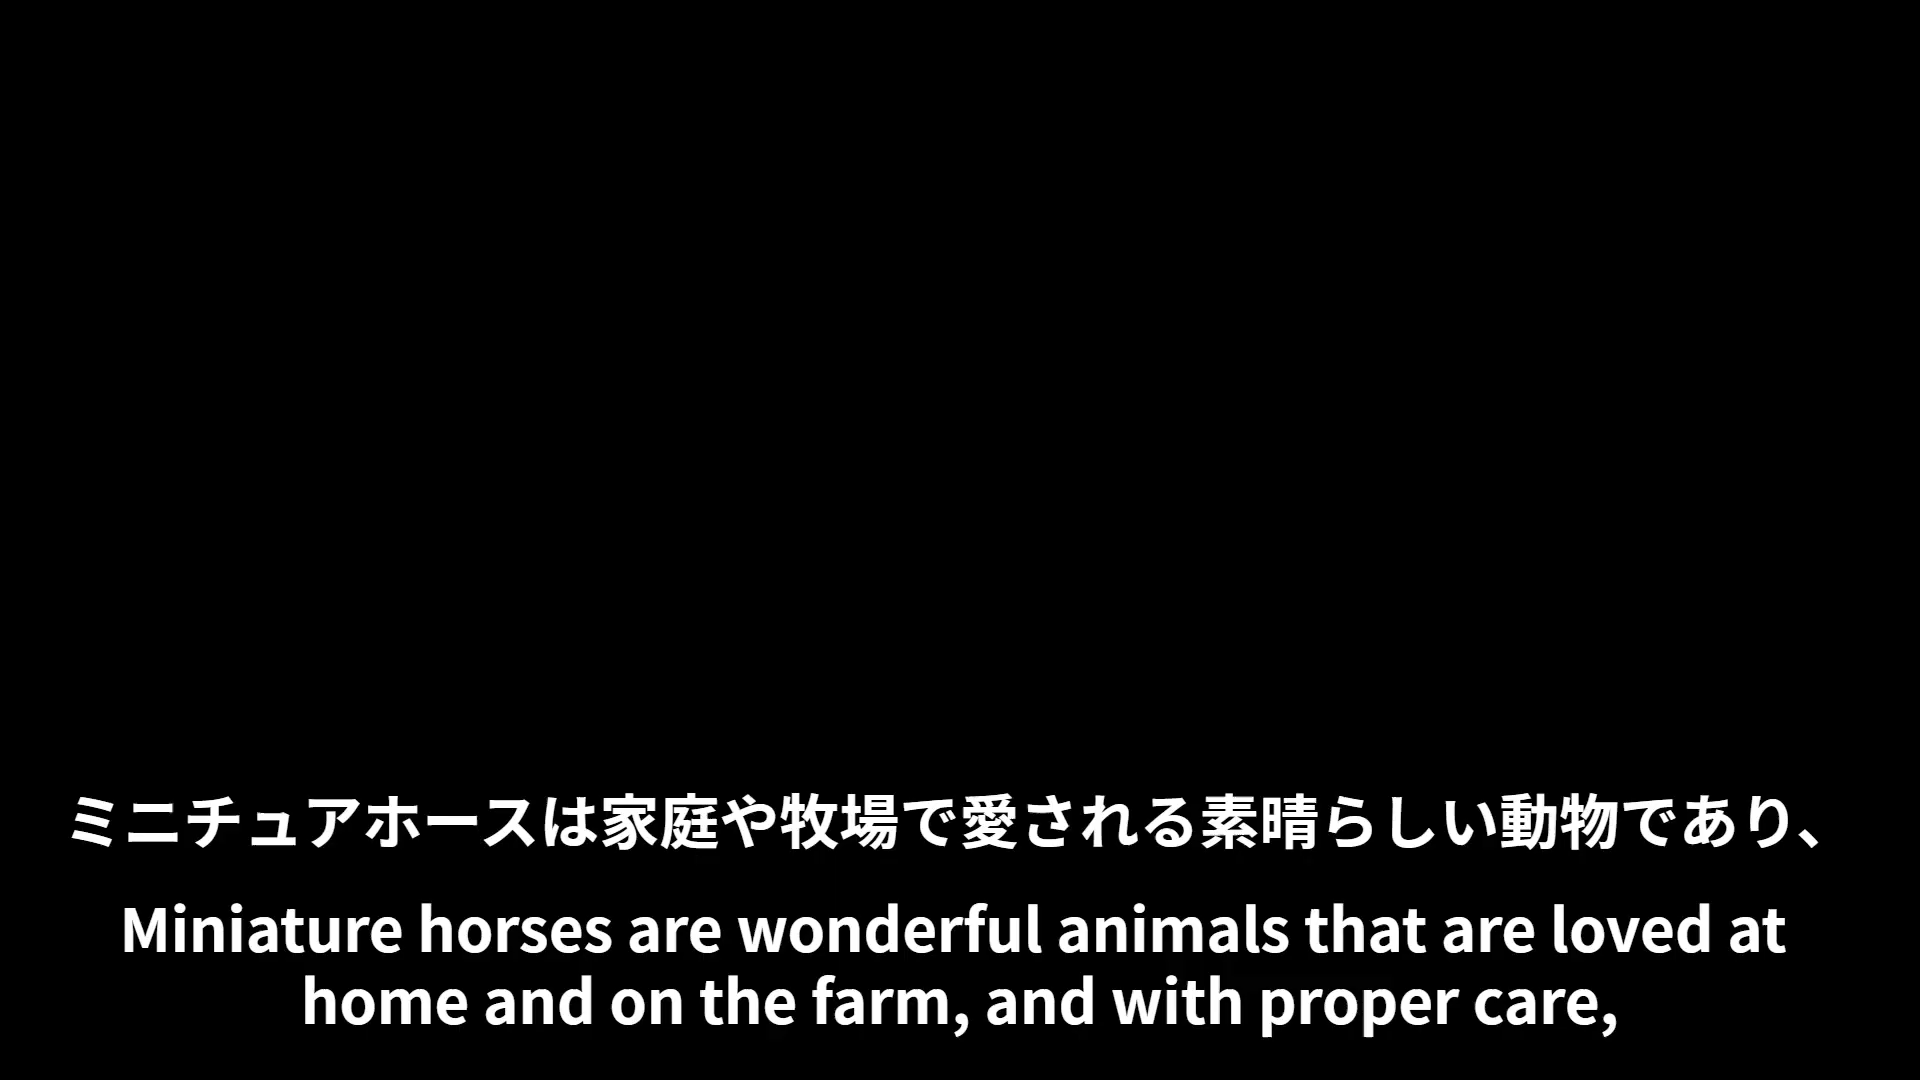 ミニチュアホースは家庭や牧場で愛される素晴らしい動物であり、
Miniature horses are wonderful animals that are loved at
home and on the farm, and with proper care,